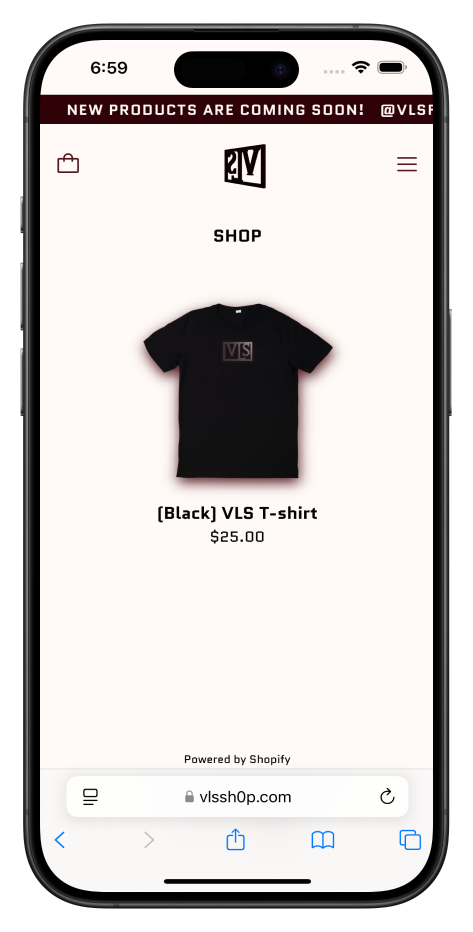 6:59
NEW PRODUCTS ARE COMING SOON! @VLSF
SHOP
VLS
[Black] VLS T-shirt
$25.00
Powered by Shopify
vlssh0p.com